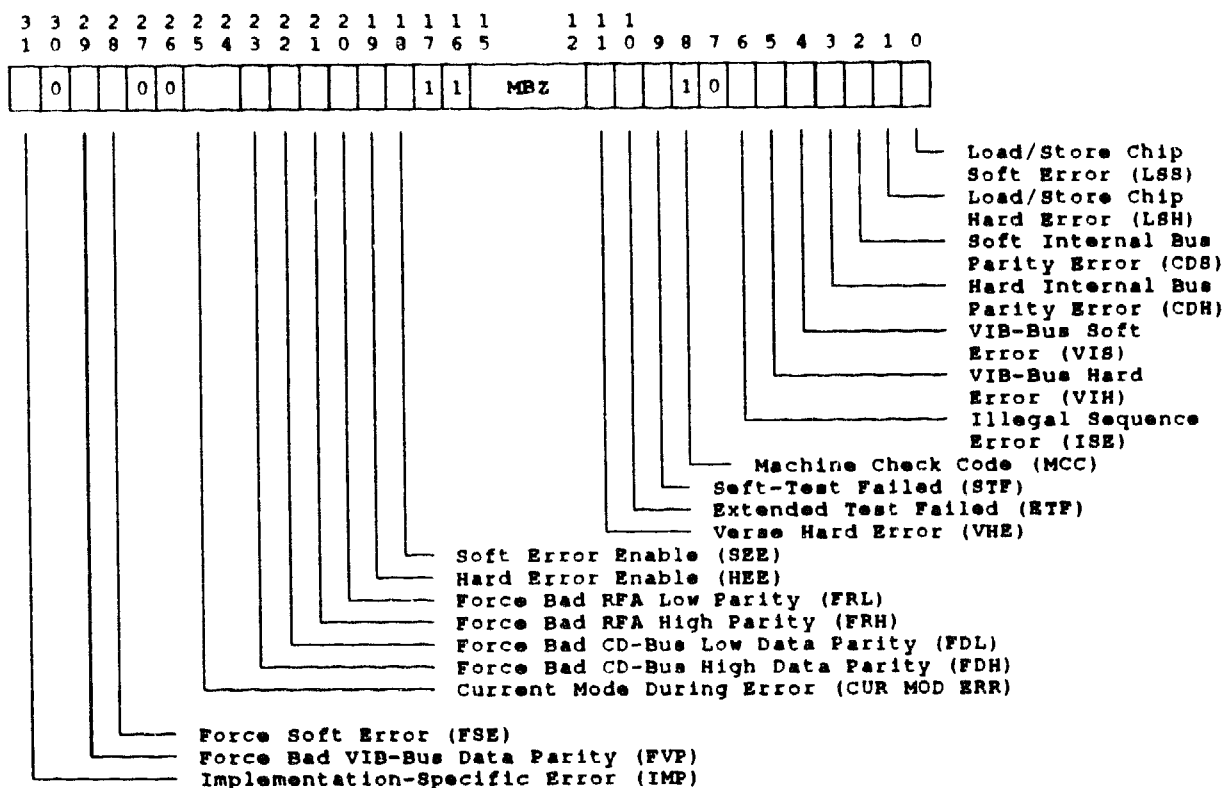 3 3 2 2 2 2 2 2 2 2 2 2 1 1 1 1 1 1 1 1
1 0 9 8 7 6 5 4 3 2 1 0 9 8 7 6 5 2 1 0 9 8 7 6 5 4 3 2 1 0
0 0 0 1 1 MBZ 1 0
Load/Store Chip
Soft Error (LSS)
Load/Store Chip
Hard Error (LSH)
Soft Internal Bus
Parity Error (CDS)
Hard Internal Bus
Parity Error (CDH)
VIB-Bus Soft
Error (VIS)
VIB-Bus Hard
Error (VIH)
Illegal Sequence
Error (ISE)
Machine Check Code (MCC)
Self-Test Failed (STF)
Extended Test Failed (ETF)
Verse Hard Error (VHE)
Soft Error Enable (SEE)
Hard Error Enable (HEE)
Force Bad RFA Low Parity (FRL)
Force Bad RFA High Parity (FRH)
Force Bad CD-Bus Low Data Parity (FDL)
Force Bad CD-Bus High Data Parity (FDH)
Current Mode During Error (CUR MOD ERR)
Force Soft Error (FSE)
Force Bad VIB-Bus Data Parity (FVP)
Implementation-Specific Error (IMP)